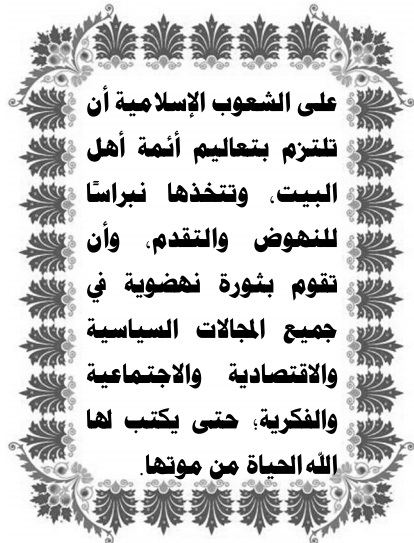 على الشعوب الإسلامية أن
تلتزم بتعاليم أئمة أهل
البيت، وتتخذها نبراسًا
للنهوض والتقدم، وأن
تقوم بثورة نهضوية في
جميع المجالات السياسية
والاقتصادية والاجتماعية
والفكرية؛ حتى يكتب لها
الله الحياة من موتها.